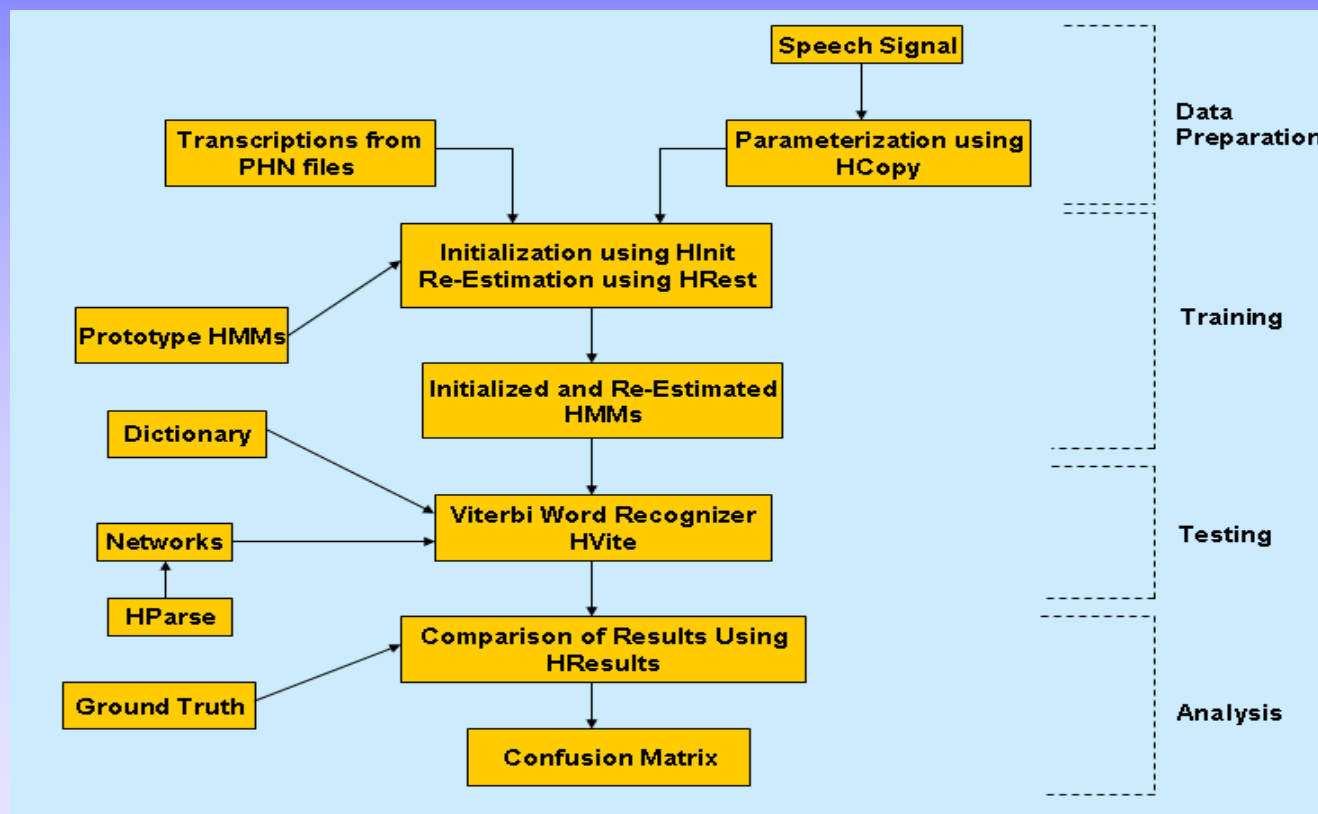 Speech Signal
Data
Preparation
Transcriptions from
PHN files
Parameterization using
HCopy
Initialization using HInit
Re-Estimation using HRest
Training
Prototype HMMs
Initialized and Re-Estimated
HMMs
Dictionary
Viterbi Word Recognizer
HVite
Networks
Testing
HParse
Comparison of Results Using
HResults
Ground Truth
Analysis
Confusion Matrix